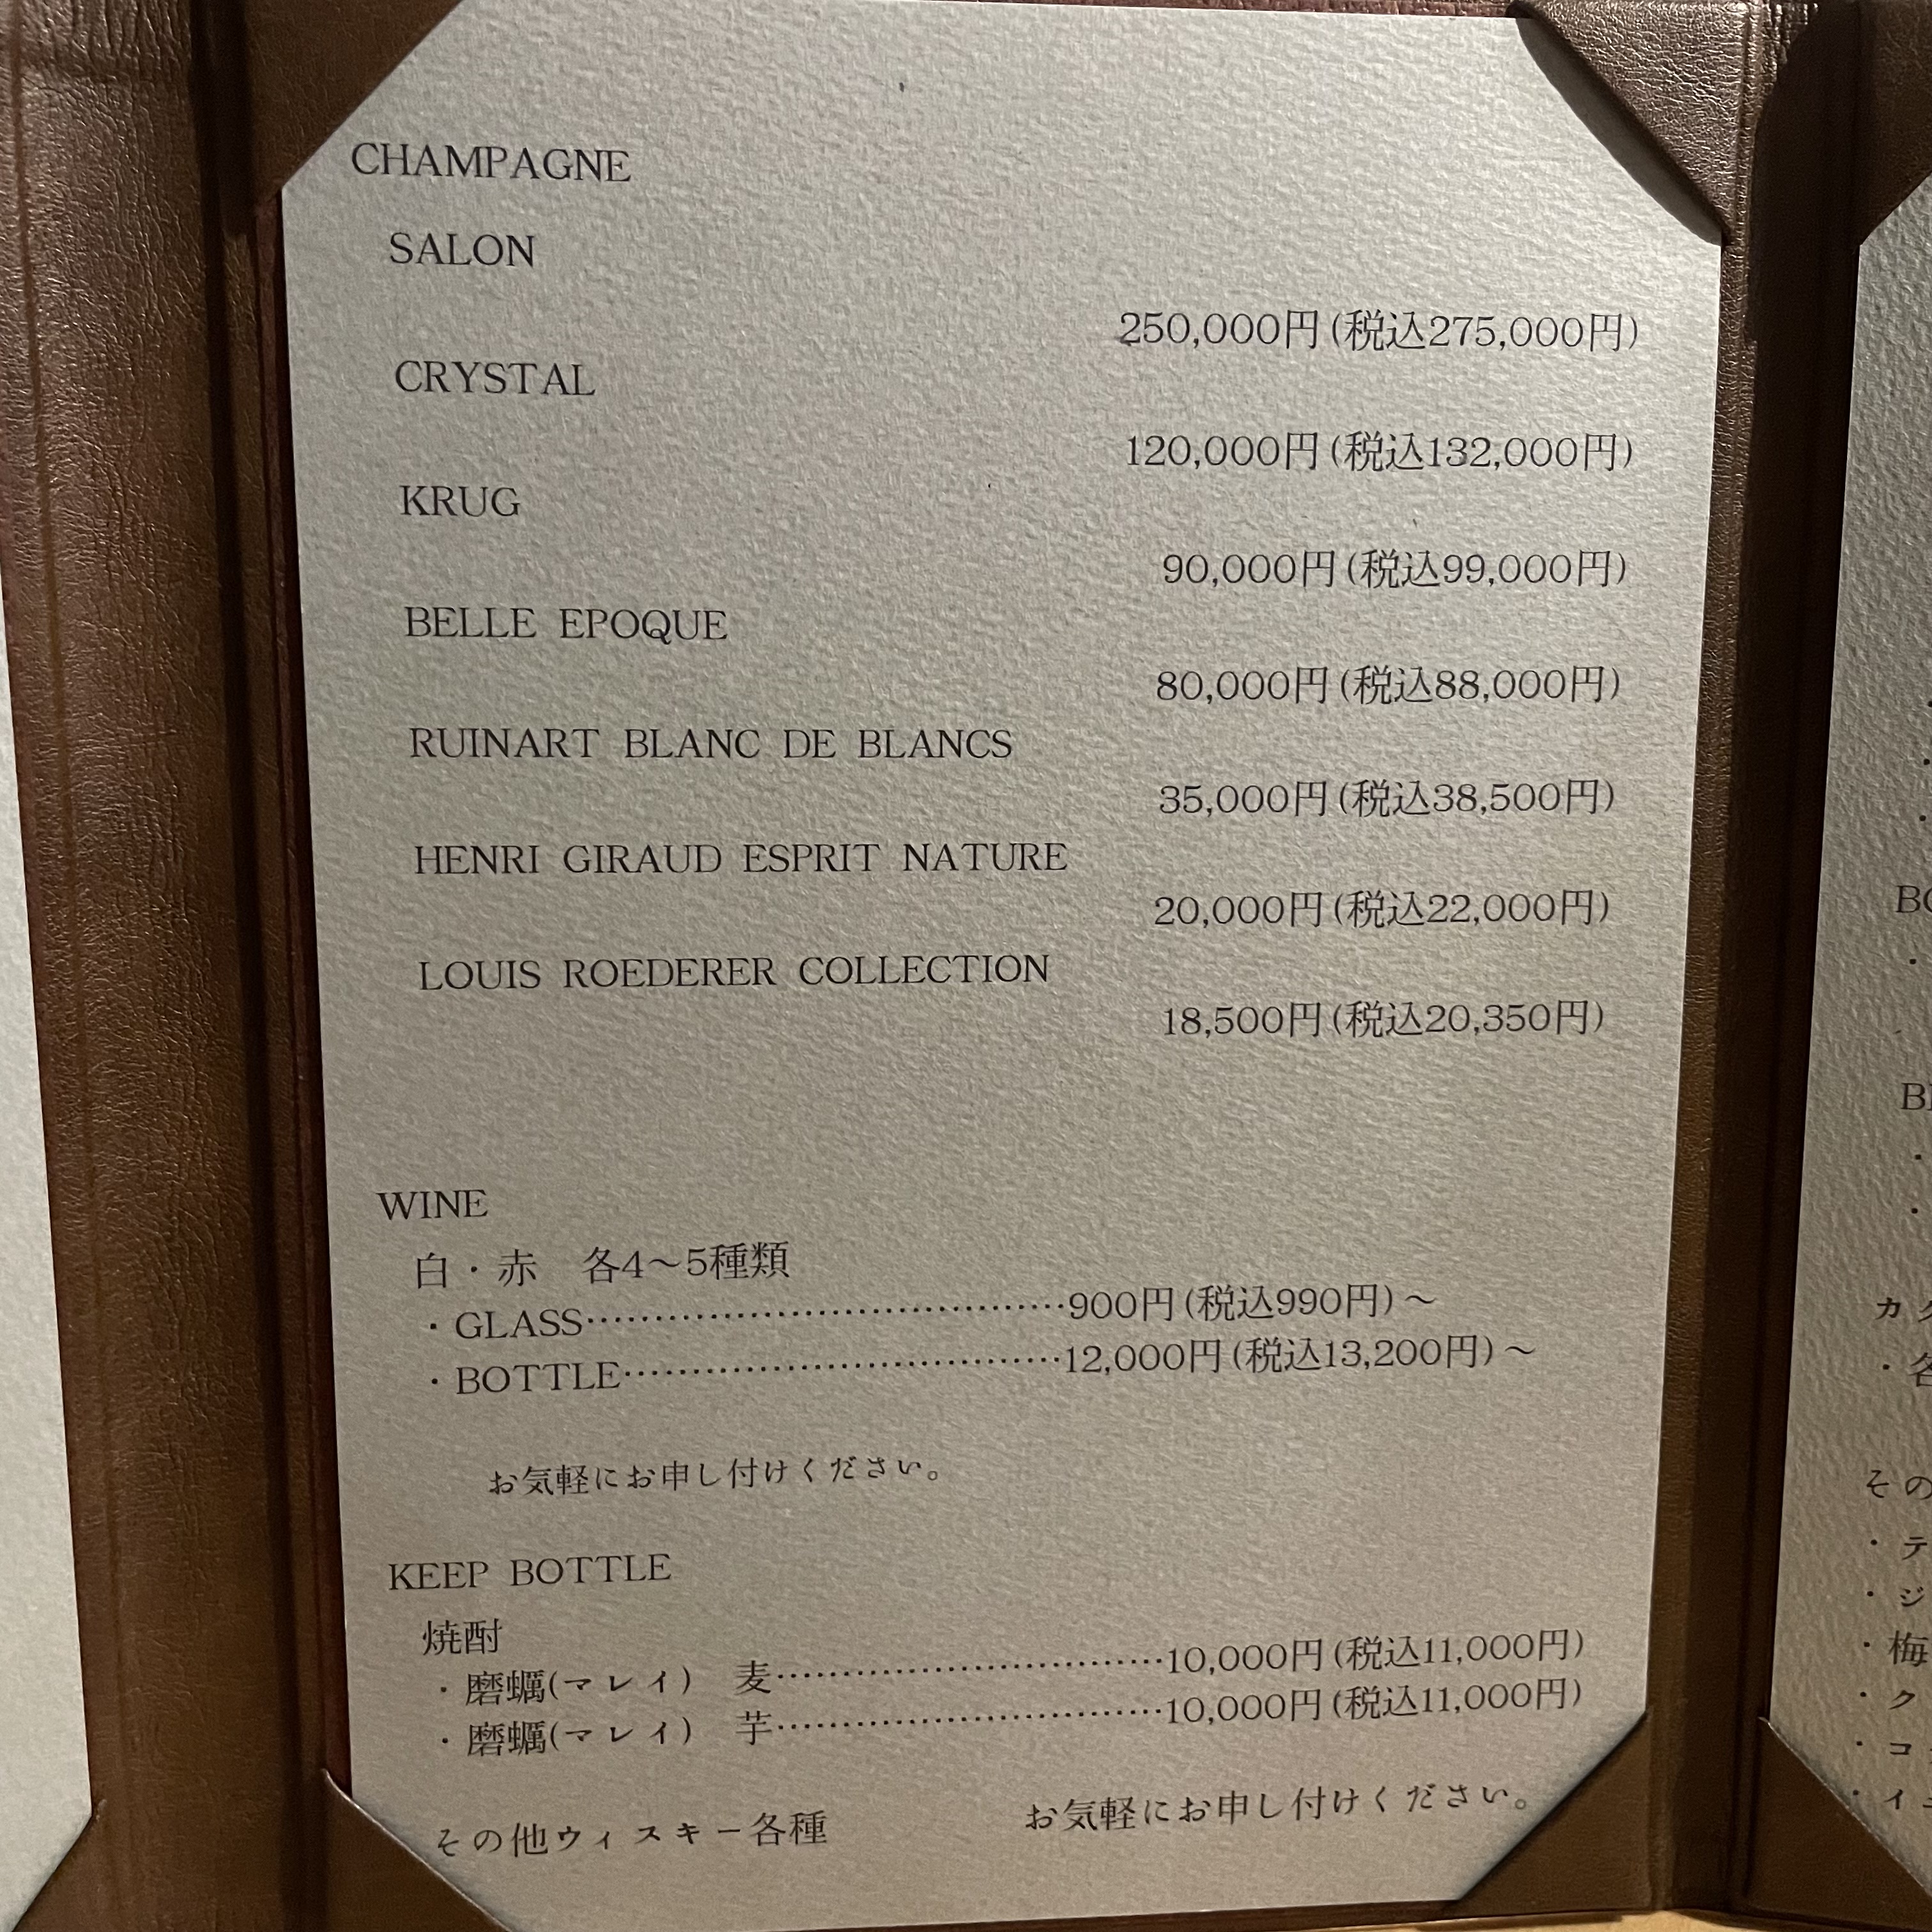 CHAMPAGNE
SALON
250,000円(税込275,000円)
CRYSTAL
120,000円(税込132,000円)
KRUG
90,000円(税込99,000円)
BELLE EPOQUE
80,000円(税込88,000円)
RUINART BLANC DE BLANCS
35,000円(税込38,500円)
HENRI GIRAUD ESPRIT NATURE
20,000円(税込22,000円)
LOUIS ROEDERER COLLECTION
18,500円(税込20,350円)
WINE
白・赤 各4～5種類
・GLASS…………………………………900円(税込990円)～
・BOTTLE………………………………12,000円(税込13,200円)～
お気軽にお申し付けください。
KEEP BOTTLE
焼酎
・磨蠣(マレイ) 麦……………………………10,000円(税込11,000円)
・磨蠣(マレイ) 芋……………………………10,000円(税込11,000円)
その他ウィスキー各種 お気軽にお申し付けください。